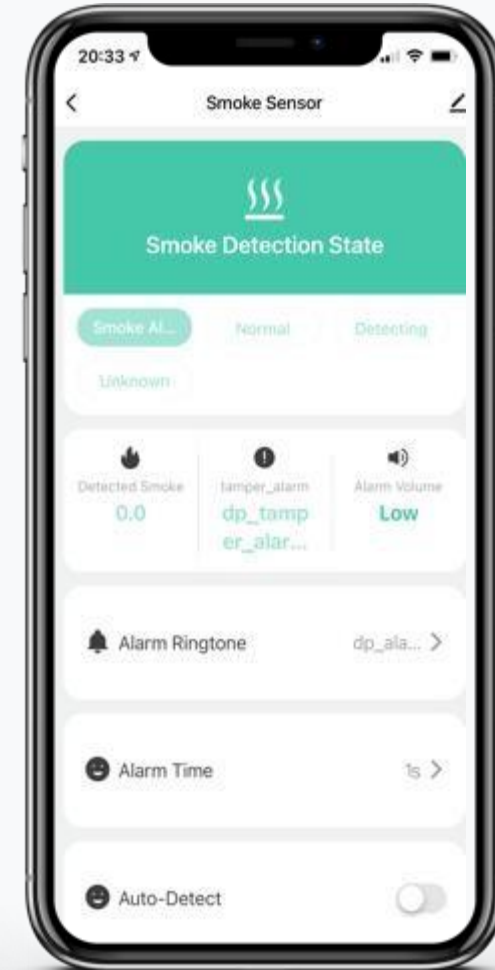 20:33
Smoke Sensor
Smoke Detection State
Smoke Al...
Normal
Detecting
Unknown
Detected Smoke
0.0
tamper_alarm
dp_tamp
er_alar...
Alarm Volume
Low
Alarm Ringtone
dp_ala...
Alarm Time
1s
Auto-Detect